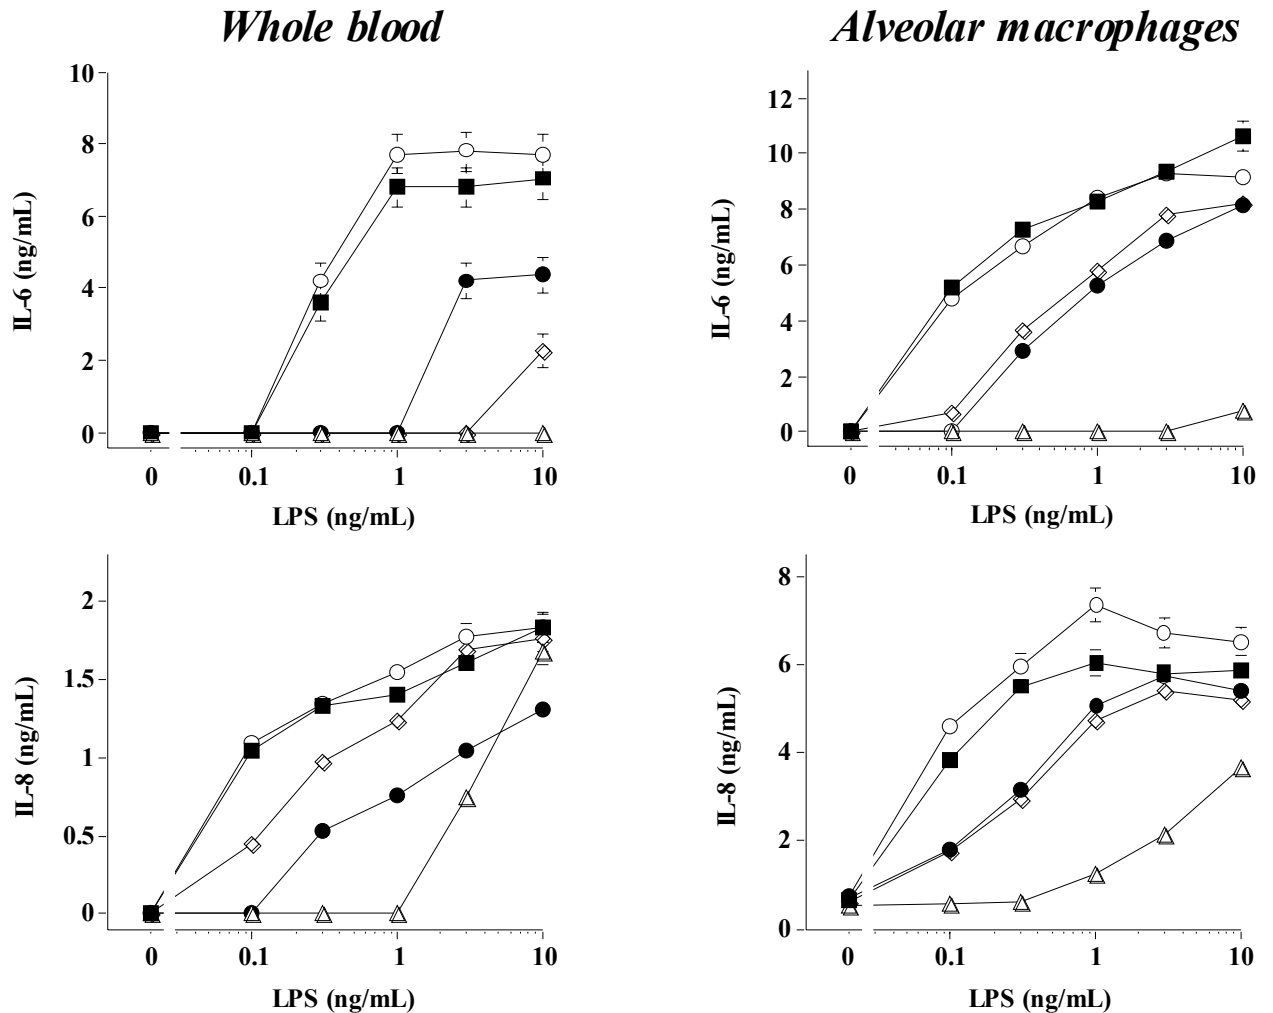 Whole blood
Alveolar macrophages
10
8
6
4
2
0
IL-6 (ng/mL)
0 0.1 1 10
LPS (ng/mL)
12
10
8
6
4
2
0
IL-6 (ng/mL)
0 0.1 1 10
LPS (ng/mL)
2
1.5
1
0.5
0
IL-8 (ng/mL)
0 0.1 1 10
LPS (ng/mL)
8
6
4
2
0
IL-8 (ng/mL)
0 0.1 1 10
LPS (ng/mL)